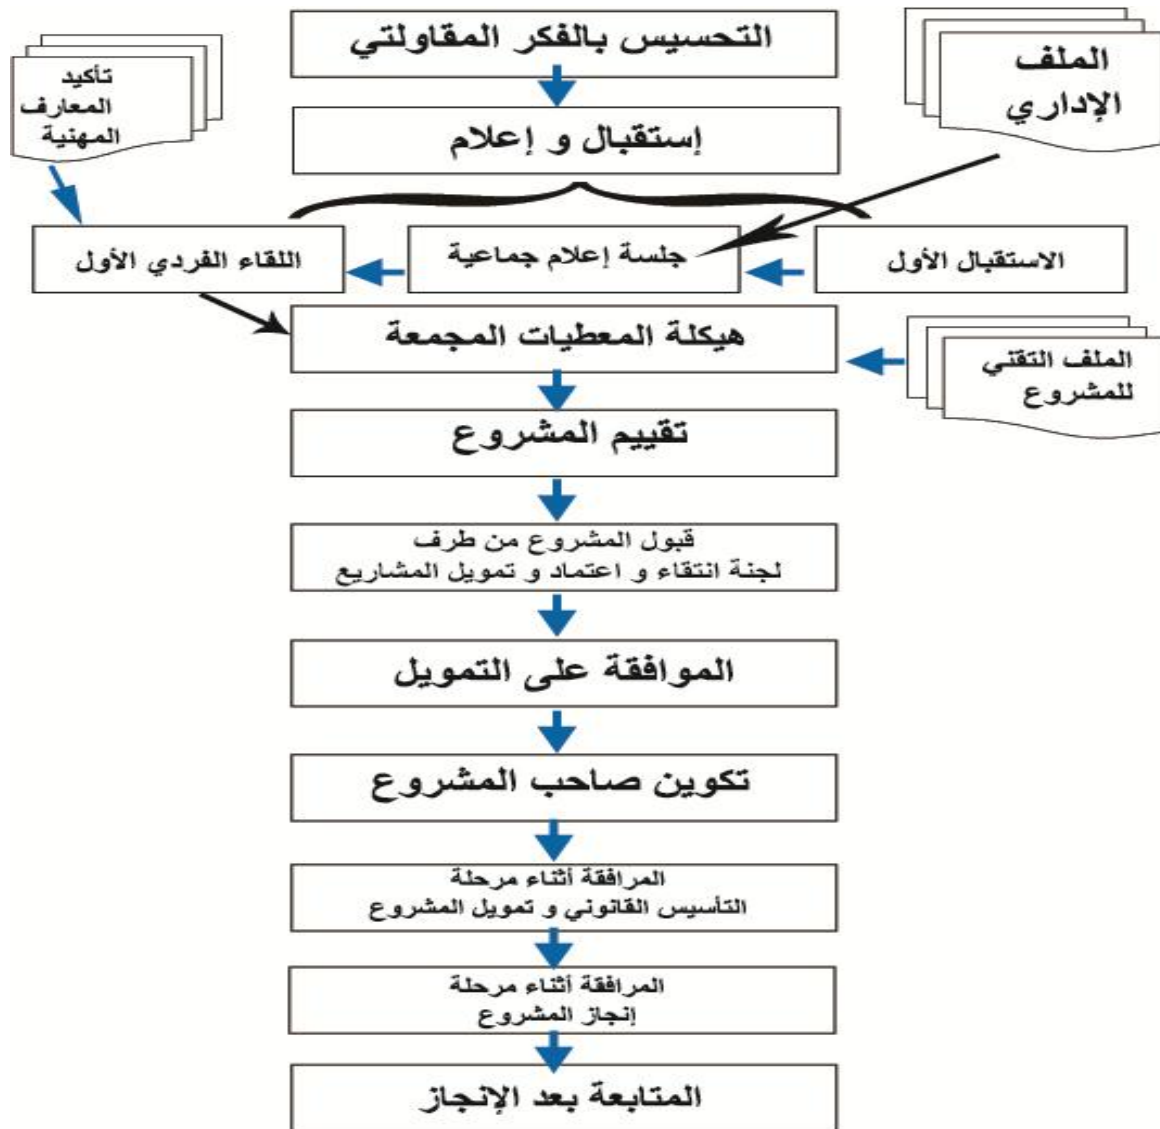 التحسيس بالفكر المقاولتي
الملف
الإداري
تأكيد
المعارف
المهنية
إستقبال و إعلام
الاستقبال الأول
جلسة إعلام جماعية
اللقاء الفردي الأول
هيكلة المعطيات المجمعة
الملف التقني
للمشروع
تقييم المشروع
قبول المشروع من طرف
لجنة انتقاء و اعتماد و تمويل المشاريع
الموافقة على التمويل
تكوين صاحب المشروع
المرافقة أثناء مرحلة
التأسيس القانوني و تمويل المشروع
المرافقة أثناء مرحلة
إنجاز المشروع
المتابعة بعد الإنجاز